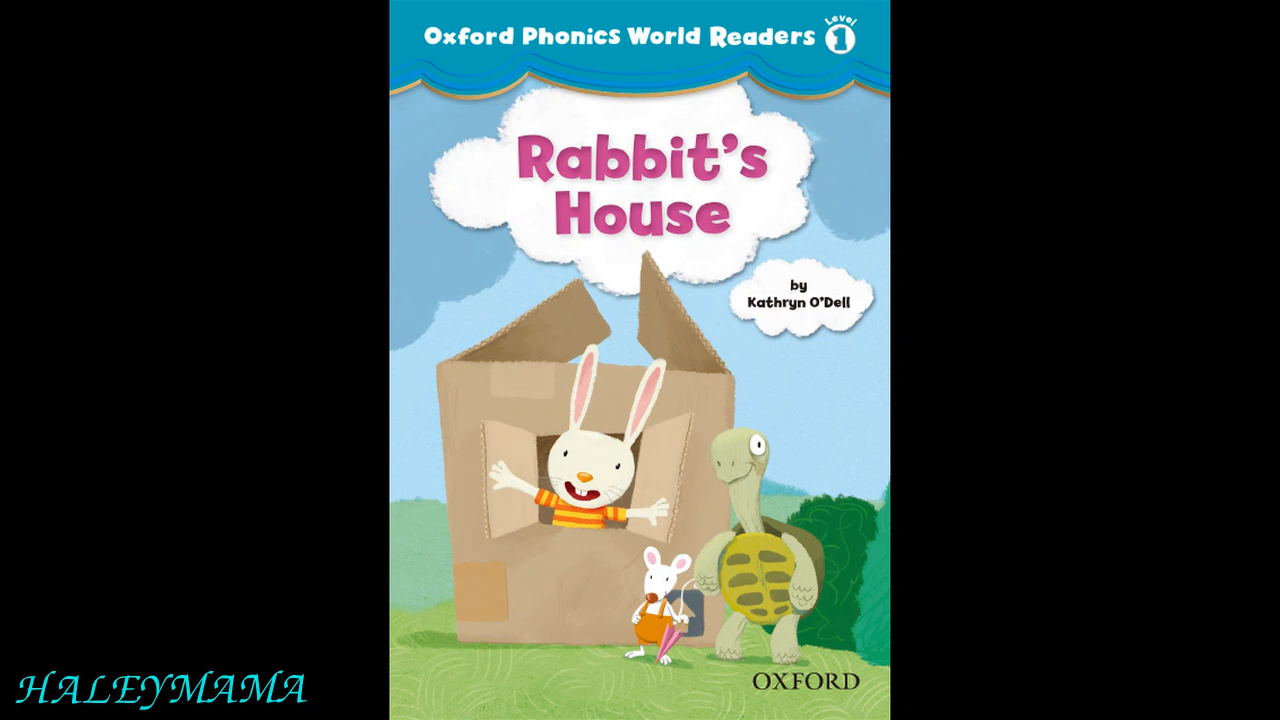 Oxford Phonics World Readers Level 1
Rabbit's
House
by
Kathryn O'Dell
OXFORD
HALEYMAMA